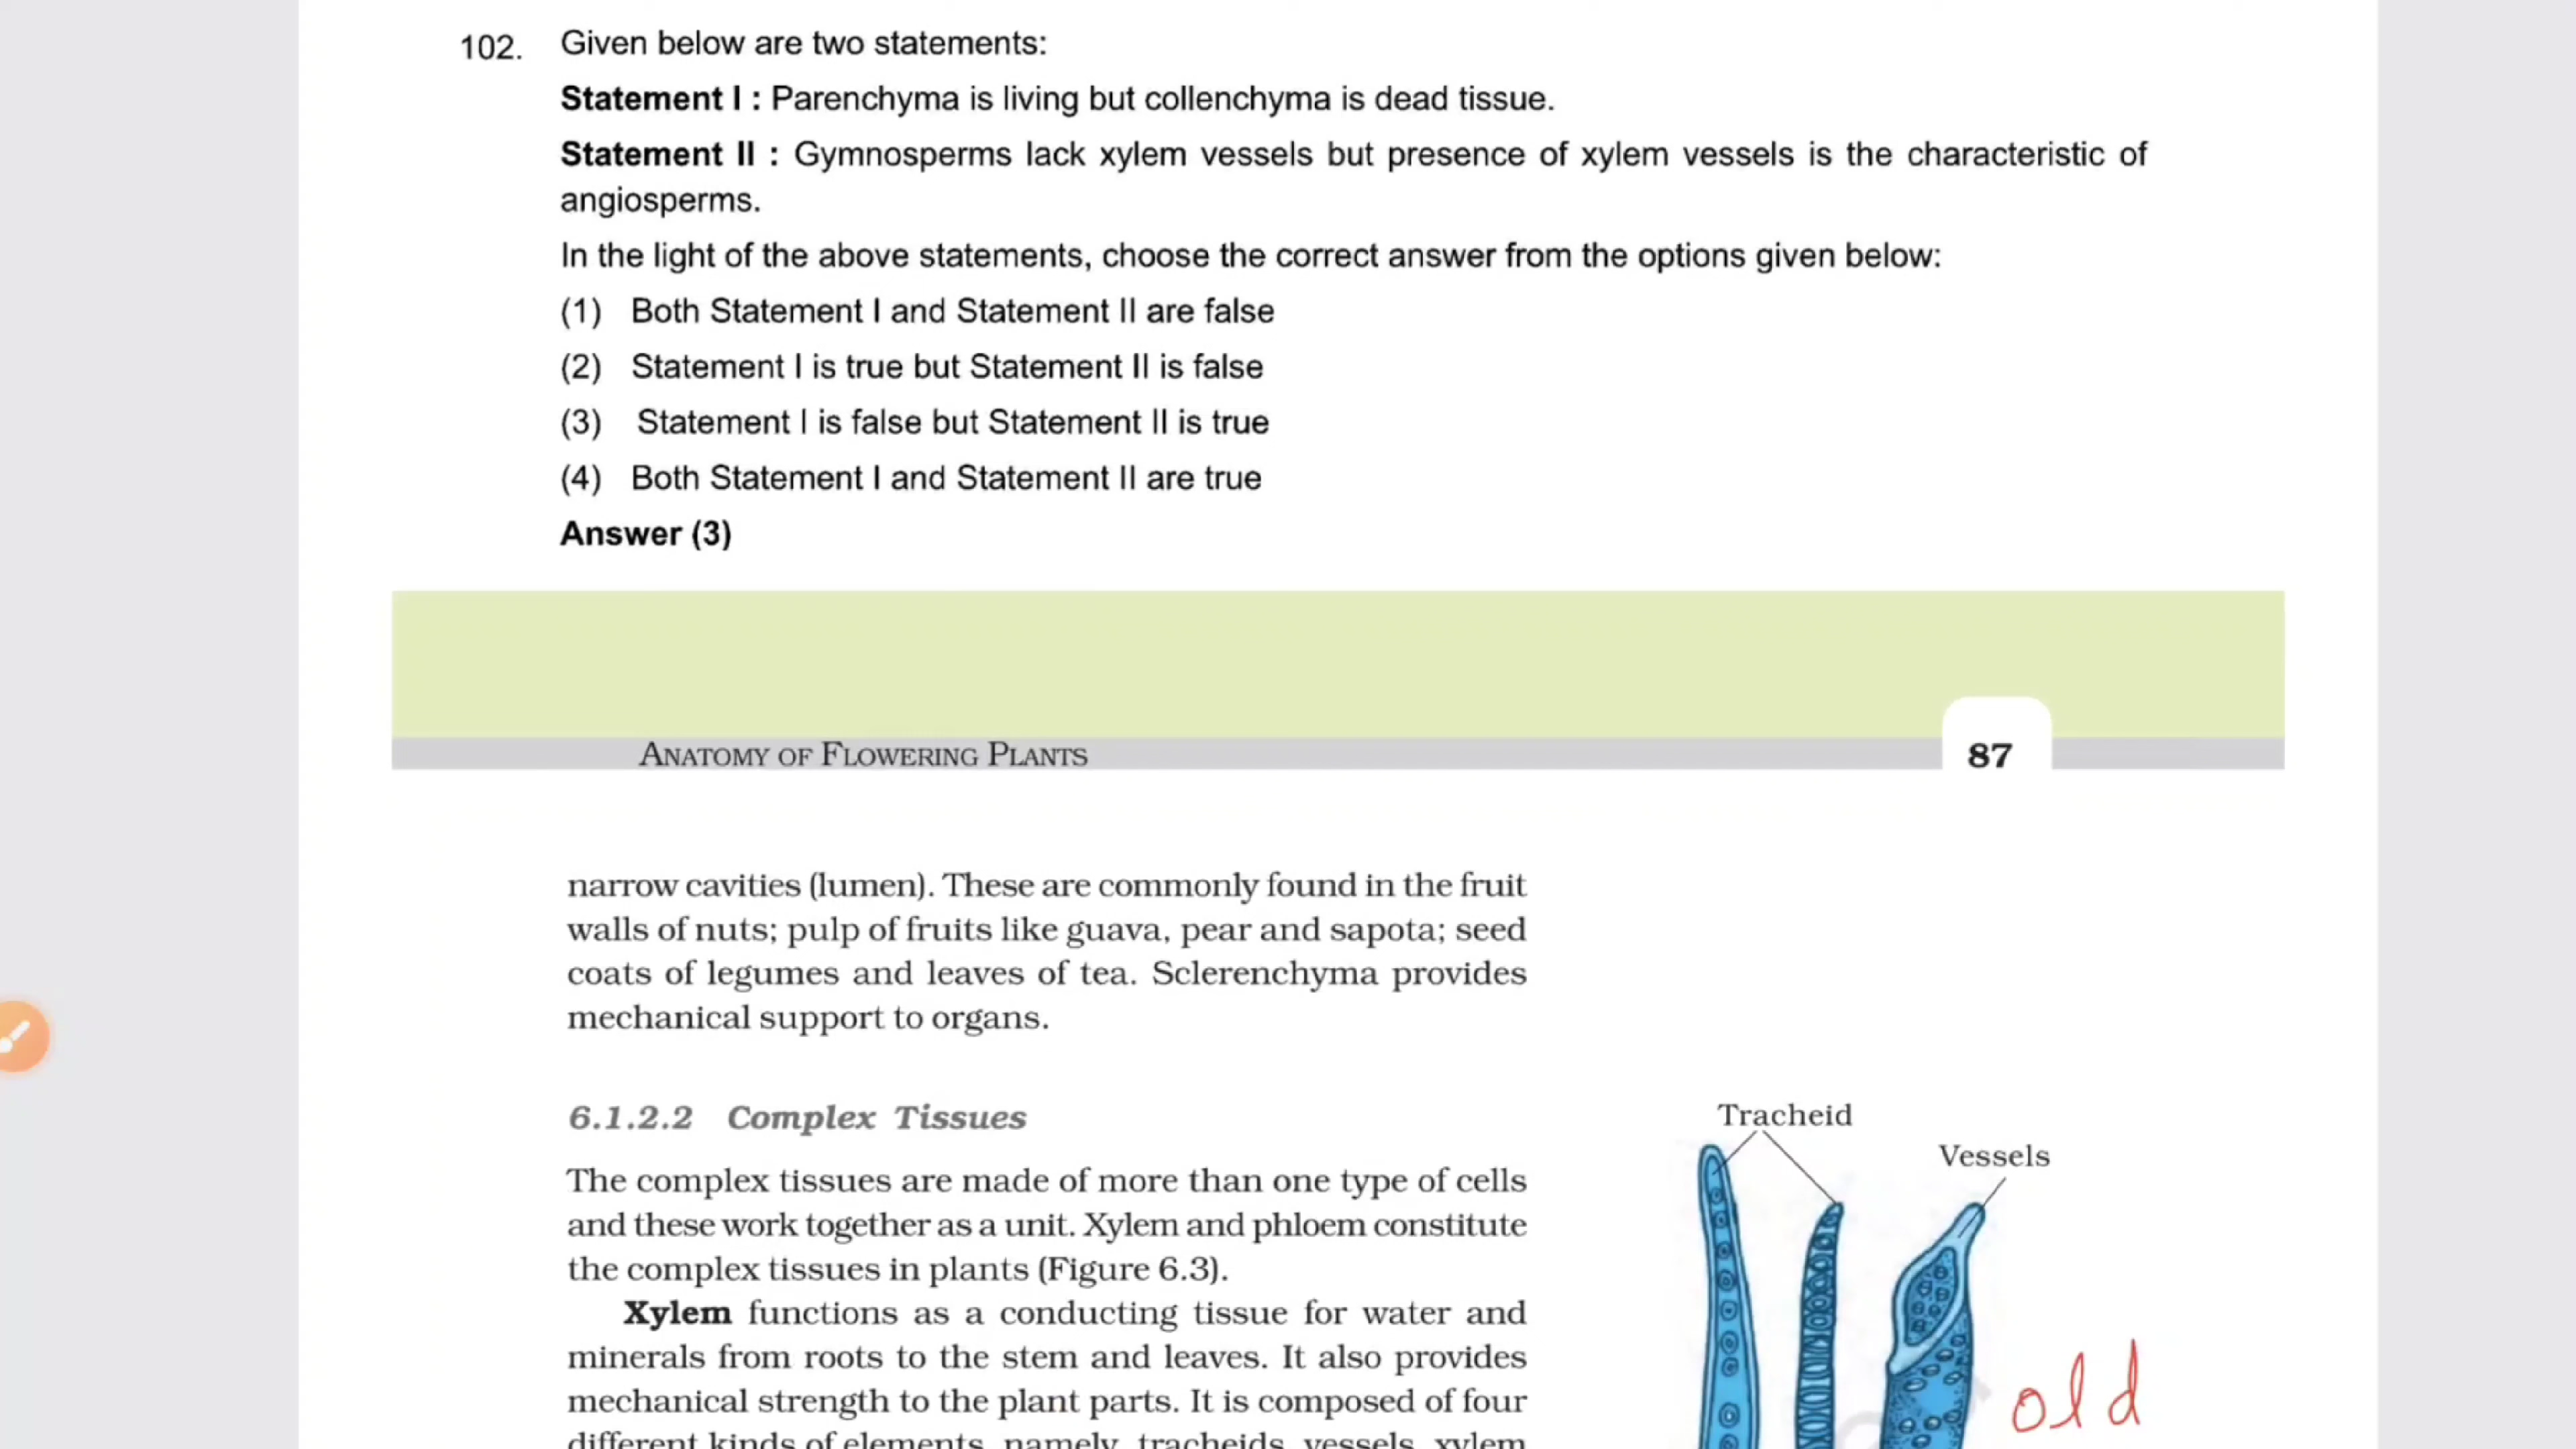 102. Given below are two statements:
Statement I : Parenchyma is living but collenchyma is dead tissue.
Statement II : Gymnosperms lack xylem vessels but presence of xylem vessels is the characteristic of
angiosperms.
In the light of the above statements, choose the correct answer from the options given below:
(1) Both Statement I and Statement II are false
(2) Statement I is true but Statement II is false
(3) Statement I is false but Statement II is true
(4) Both Statement I and Statement II are true
Answer (3)
ANATOMY OF FLOWERING PLANTS 87
narrow cavities (lumen). These are commonly found in the fruit
walls of nuts; pulp of fruits like guava, pear and sapota; seed
coats of legumes and leaves of tea. Sclerenchyma provides
mechanical support to organs.
6.1.2.2 Complex Tissues
The complex tissues are made of more than one type of cells
and these work together as a unit. Xylem and phloem constitute
the complex tissues in plants (Figure 6.3).
Xylem functions as a conducting tissue for water and
minerals from roots to the stem and leaves. It also provides
mechanical strength to the plant parts. It is composed of four
different kinds of elements, namely, tracheids, vessels, xylem
Tracheid
Vessels
old